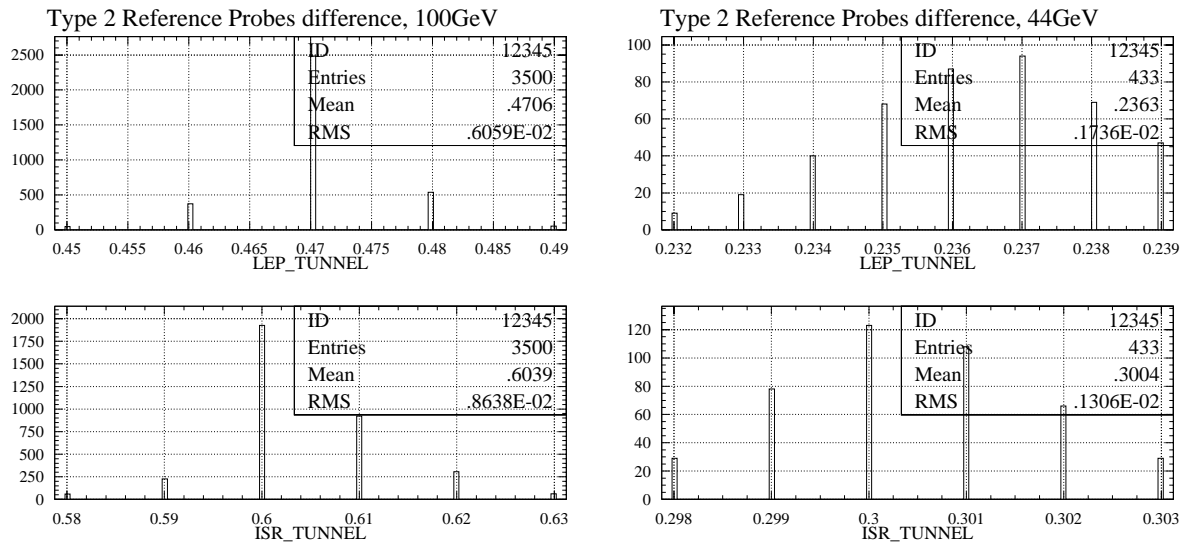 Type 2 Reference Probes difference, 100GeV
2500
2000
1500
1000
500
0
ID 12345
Entries 3500
Mean .4706
RMS .6059E-02
0.45 0.455 0.46 0.465 0.47 0.475 0.48 0.485 0.49
LEP_TUNNEL
Type 2 Reference Probes difference, 44GeV
100
80
60
40
20
0
ID 12345
Entries 433
Mean .2363
RMS .1736E-02
0.232 0.233 0.234 0.235 0.236 0.237 0.238 0.239
LEP_TUNNEL
2000
1750
1500
1250
1000
750
500
250
0
ID 12345
Entries 3500
Mean .6039
RMS .8638E-02
0.58 0.59 0.6 0.61 0.62 0.63
ISR_TUNNEL
120
100
80
60
40
20
0
ID 12345
Entries 433
Mean .3004
RMS .1306E-02
0.298 0.299 0.3 0.301 0.302 0.303
ISR_TUNNEL